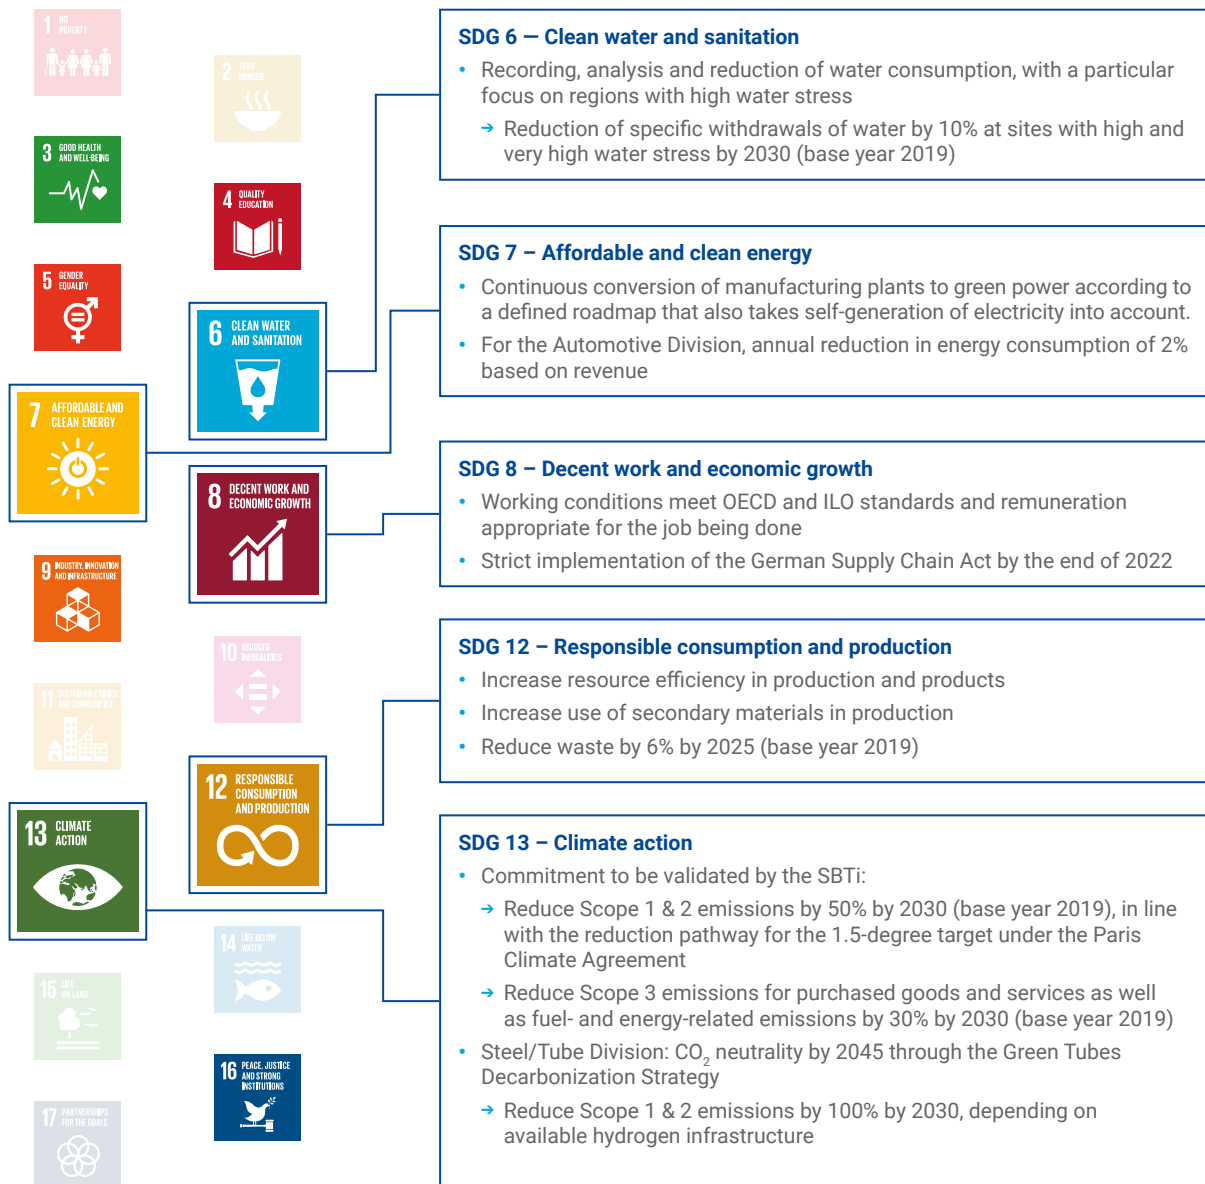 1 NO
POVERTY
2 ZERO
HUNGER
3 GOOD HEALTH
AND WELL-BEING
4 QUALITY
EDUCATION
5 GENDER
EQUALITY
6 CLEAN WATER
AND SANITATION
7 AFFORDABLE AND
CLEAN ENERGY
8 DECENT WORK AND
ECONOMIC GROWTH
9 INDUSTRY, INNOVATION
AND INFRASTRUCTURE
10 REDUCED
INEQUALITIES
11 SUSTAINABLE CITIES
AND COMMUNITIES
12 RESPONSIBLE
CONSUMPTION
AND PRODUCTION
13 CLIMATE
ACTION
14 LIFE BELOW
WATER
15 LIFE
ON LAND
16 PEACE, JUSTICE
AND STRONG
INSTITUTIONS
17 PARTNERSHIPS
FOR THE GOALS
SDG 6 — Clean water and sanitation
• Recording, analysis and reduction of water consumption, with a particular
focus on regions with high water stress
→ Reduction of specific withdrawals of water by 10% at sites with high and
very high water stress by 2030 (base year 2019)
SDG 7 – Affordable and clean energy
• Continuous conversion of manufacturing plants to green power according to
a defined roadmap that also takes self-generation of electricity into account.
• For the Automotive Division, annual reduction in energy consumption of 2%
based on revenue
SDG 8 – Decent work and economic growth
• Working conditions meet OECD and ILO standards and remuneration
appropriate for the job being done
• Strict implementation of the German Supply Chain Act by the end of 2022
SDG 12 – Responsible consumption and production
• Increase resource efficiency in production and products
• Increase use of secondary materials in production
• Reduce waste by 6% by 2025 (base year 2019)
SDG 13 – Climate action
• Commitment to be validated by the SBTi:
→ Reduce Scope 1 & 2 emissions by 50% by 2030 (base year 2019), in line
with the reduction pathway for the 1.5-degree target under the Paris
Climate Agreement
→ Reduce Scope 3 emissions for purchased goods and services as well
as fuel- and energy-related emissions by 30% by 2030 (base year 2019)
• Steel/Tube Division: CO₂ neutrality by 2045 through the Green Tubes
Decarbonization Strategy
→ Reduce Scope 1 & 2 emissions by 100% by 2030, depending on
available hydrogen infrastructure